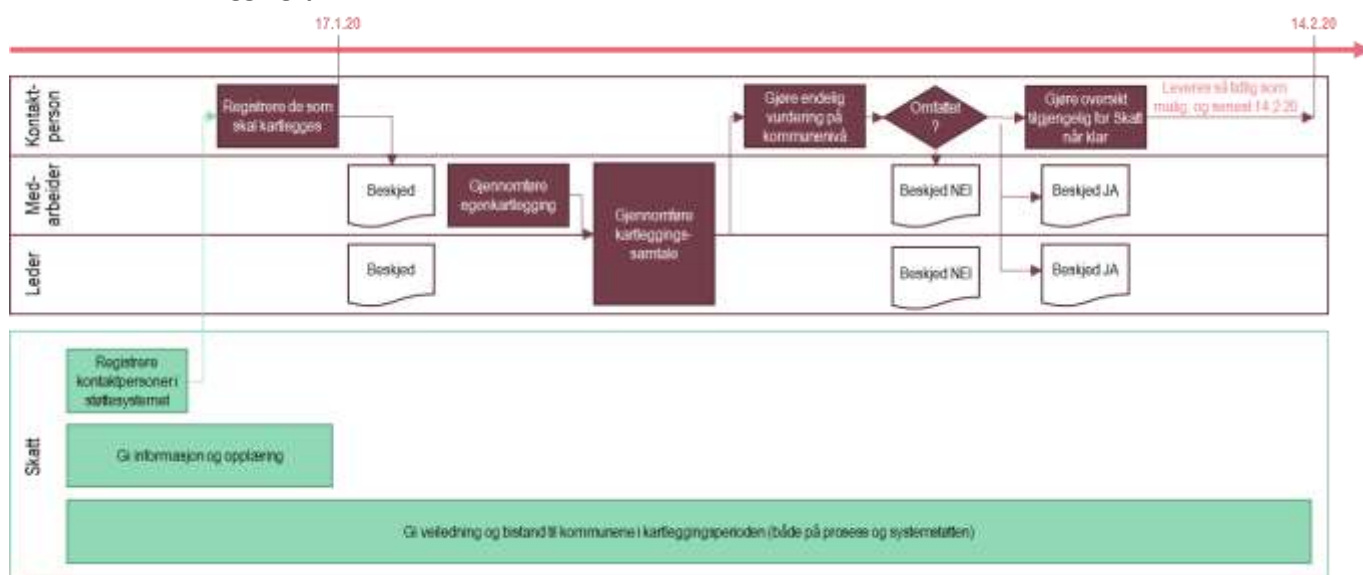 17.1.20
14.2.20
Kontakt-
person
Registrere de som
skal kartlegges
Gjøre endelig
vurdering på
kommunenivå
Omfattet
?
Gjøre oversikt
tilgjengelig for Skatt
når klar
Leveres så tidlig som
mulig og senest 14.2.20
Med-
arbeider
Beskjed
Gjennomføre
egenkartlegging
Gjennomføre
kartleggings-
samtale
Beskjed NEI
Beskjed JA
Leder
Beskjed
Beskjed NEI
Beskjed JA
Skatt
Registrere
kontaktpersoner i
støttesystemet
Gi informasjon og opplæring
Gi veiledning og bistand til kommunene i kartleggingsperioden (både på prosess og systemstøtten)